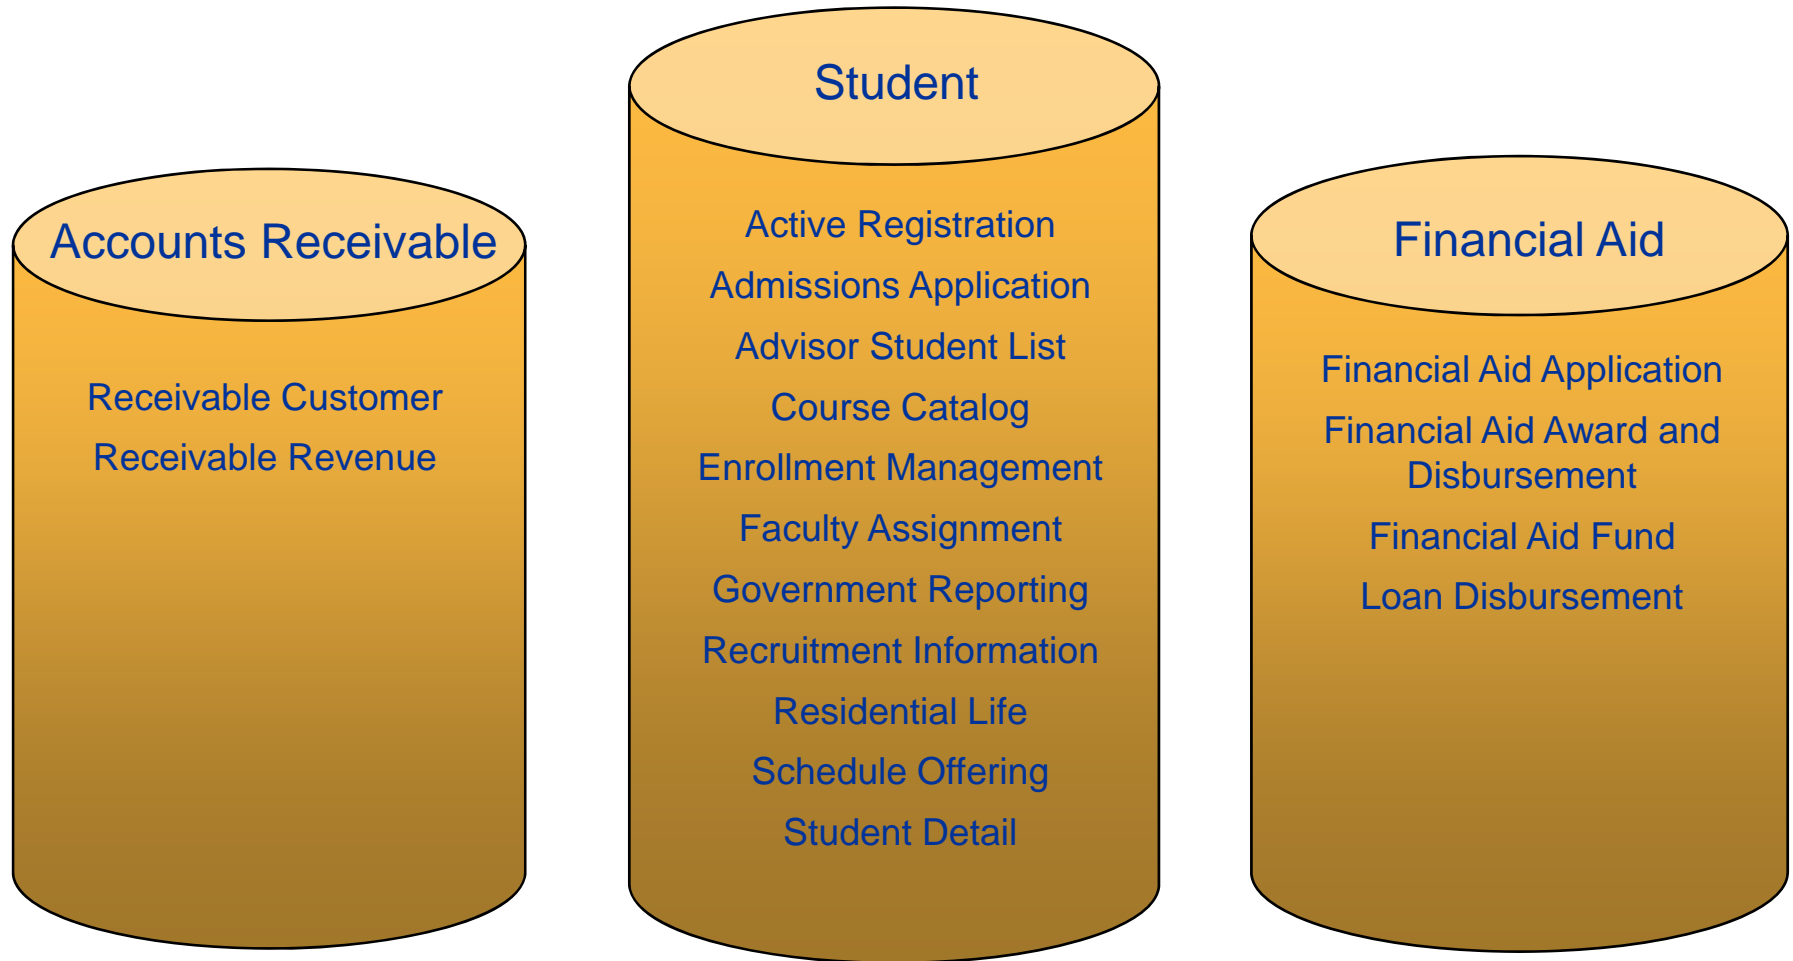 Accounts Receivable
Receivable Customer
Receivable Revenue
Student
Active Registration
Admissions Application
Advisor Student List
Course Catalog
Enrollment Management
Faculty Assignment
Government Reporting
Recruitment Information
Residential Life
Schedule Offering
Student Detail
Financial Aid
Financial Aid Application
Financial Aid Award and
Disbursement
Financial Aid Fund
Loan Disbursement